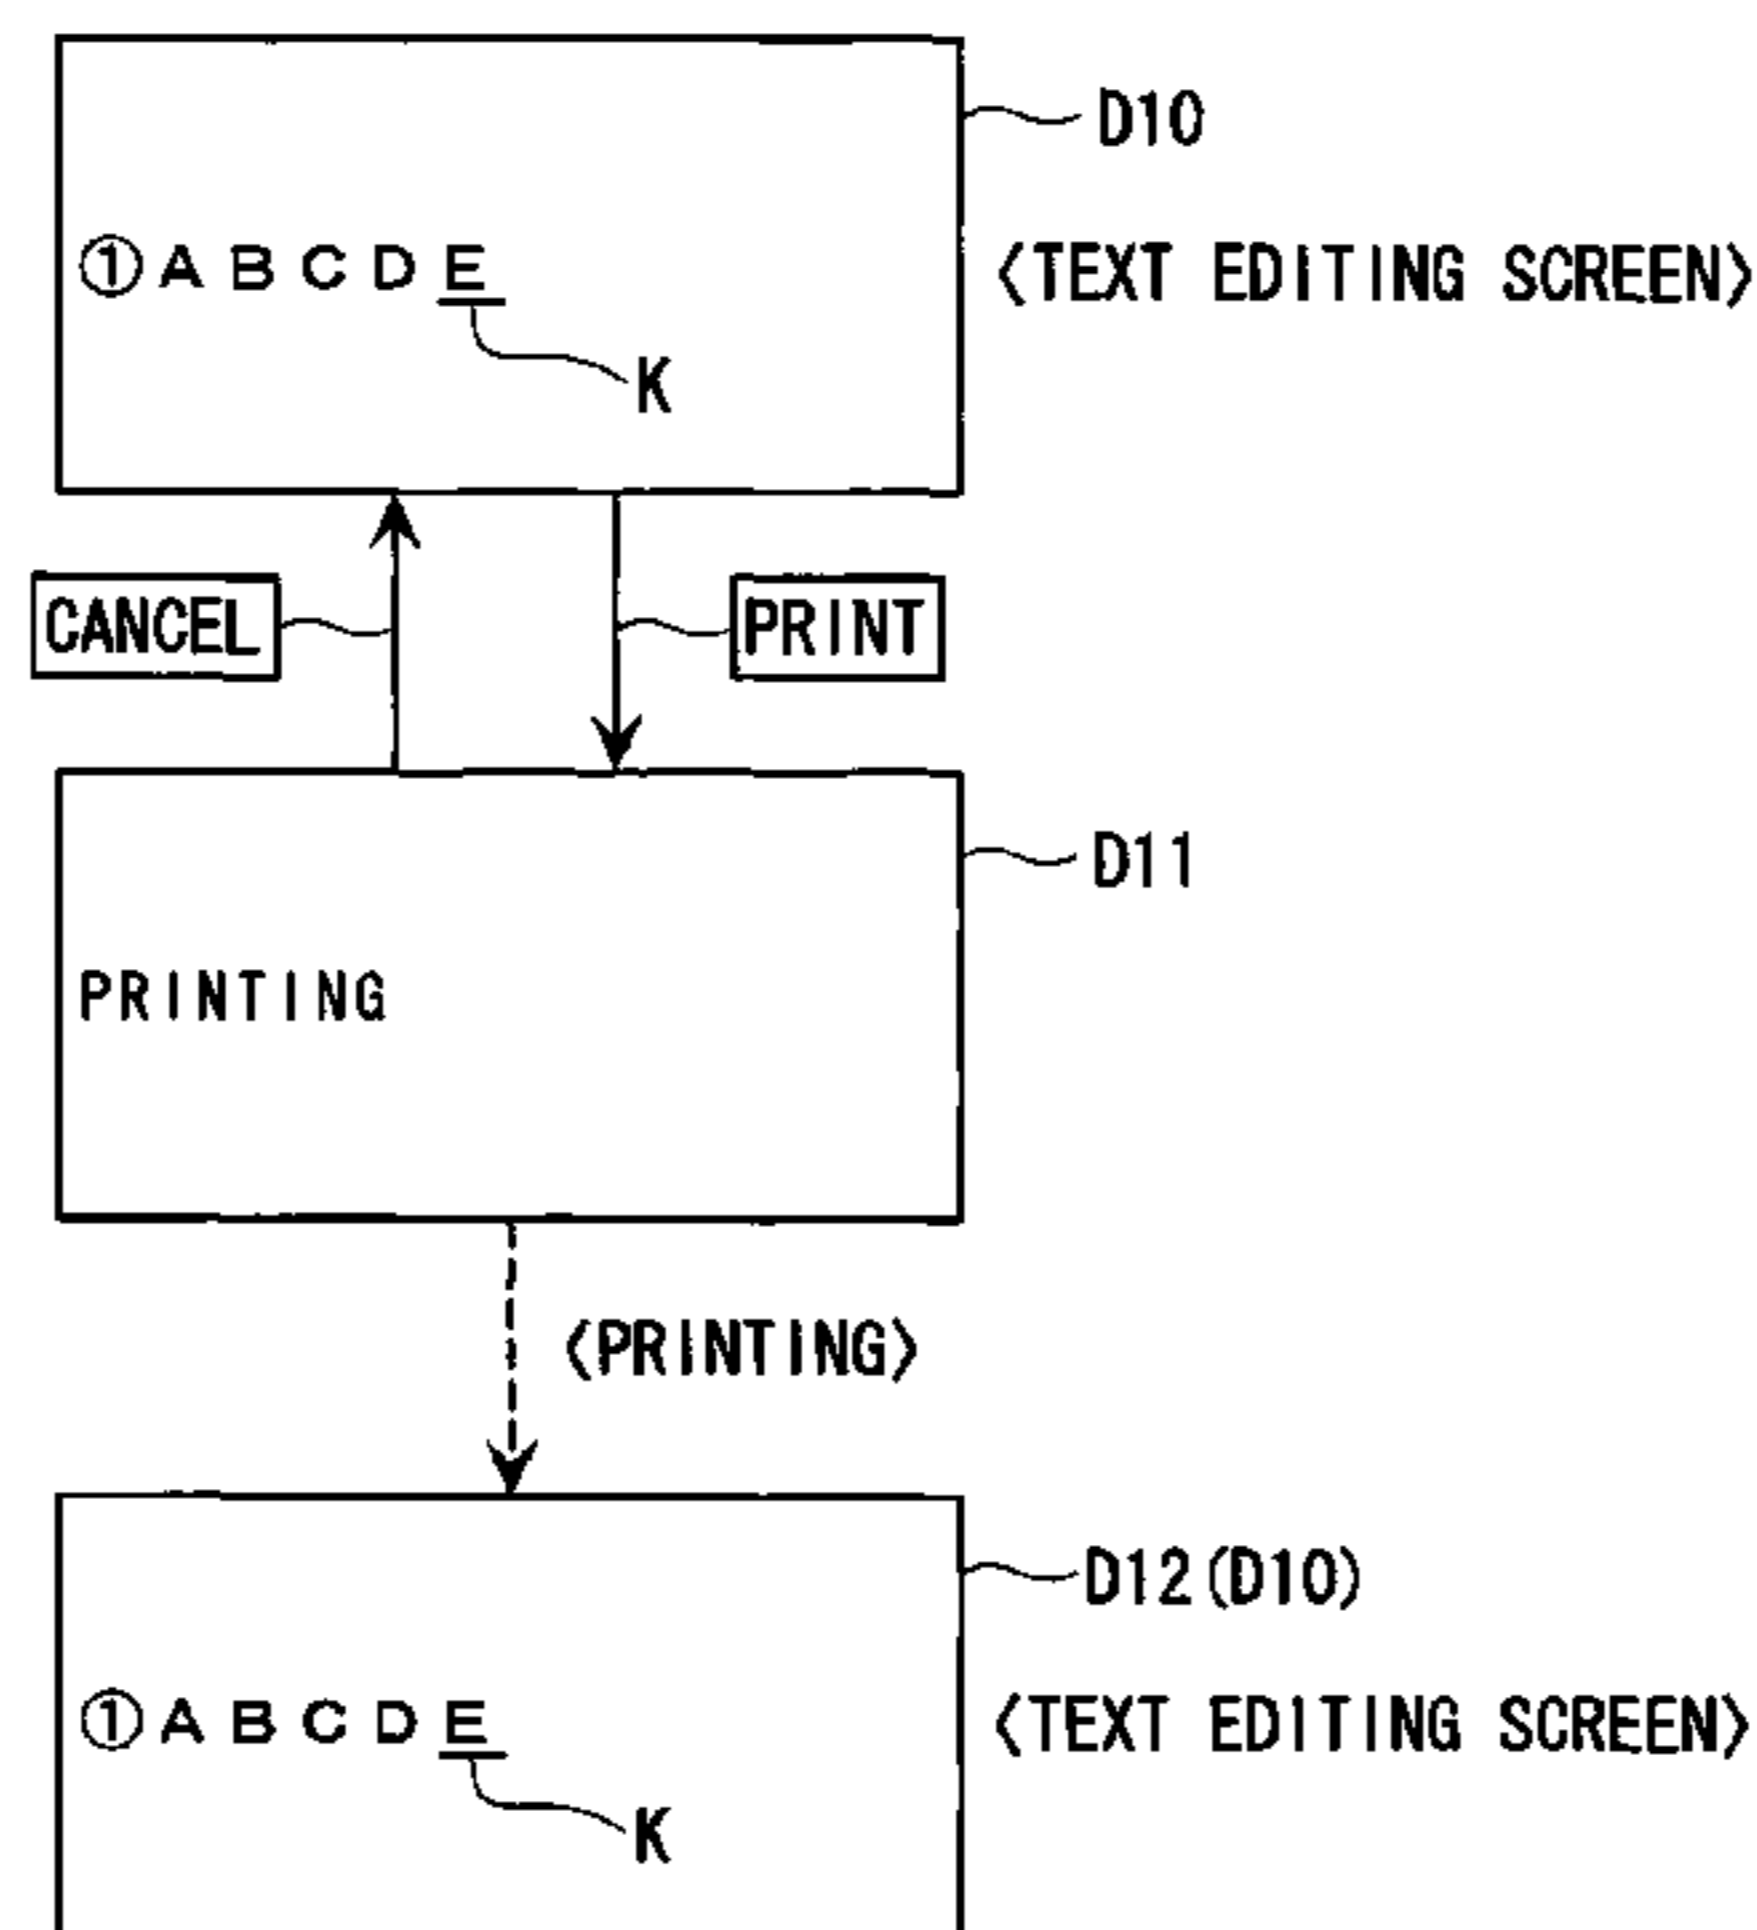 D10
①ABCDE
〈TEXT EDITING SCREEN〉
K
CANCEL
PRINT
D11
PRINTING
〈PRINTING〉
D12(D10)
①ABCDE
〈TEXT EDITING SCREEN〉
K